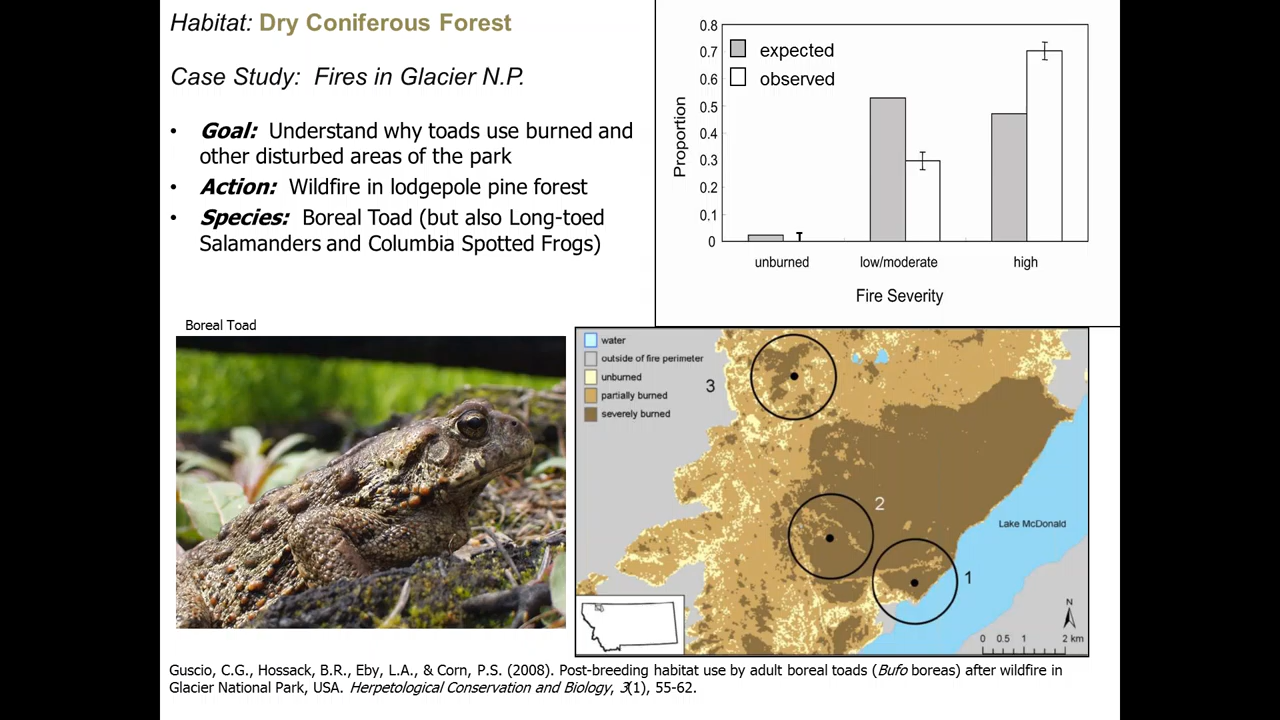 Habitat: Dry Coniferous Forest
Case Study: Fires in Glacier N.P.
• Goal: Understand why toads use burned and
other disturbed areas of the park
• Action: Wildfire in lodgepole pine forest
• Species: Boreal Toad (but also Long-toed
Salamanders and Columbia Spotted Frogs)
0.8
0.7
0.6
0.5
0.4
0.3
0.2
0.1
0
Proportion
expected
observed
unburned low/moderate high
Fire Severity
Boreal Toad
water
outside of fire perimeter
unburned
partially burned
severely burned
3
2
1
Lake McDonald
N
0 0.5 1 2 km
Guscio, C.G., Hossack, B.R., Eby, L.A., & Corn, P.S. (2008). Post-breeding habitat use by adult boreal toads (Bufo boreas) after wildfire in
Glacier National Park, USA. Herpetological Conservation and Biology, 3(1), 55-62.